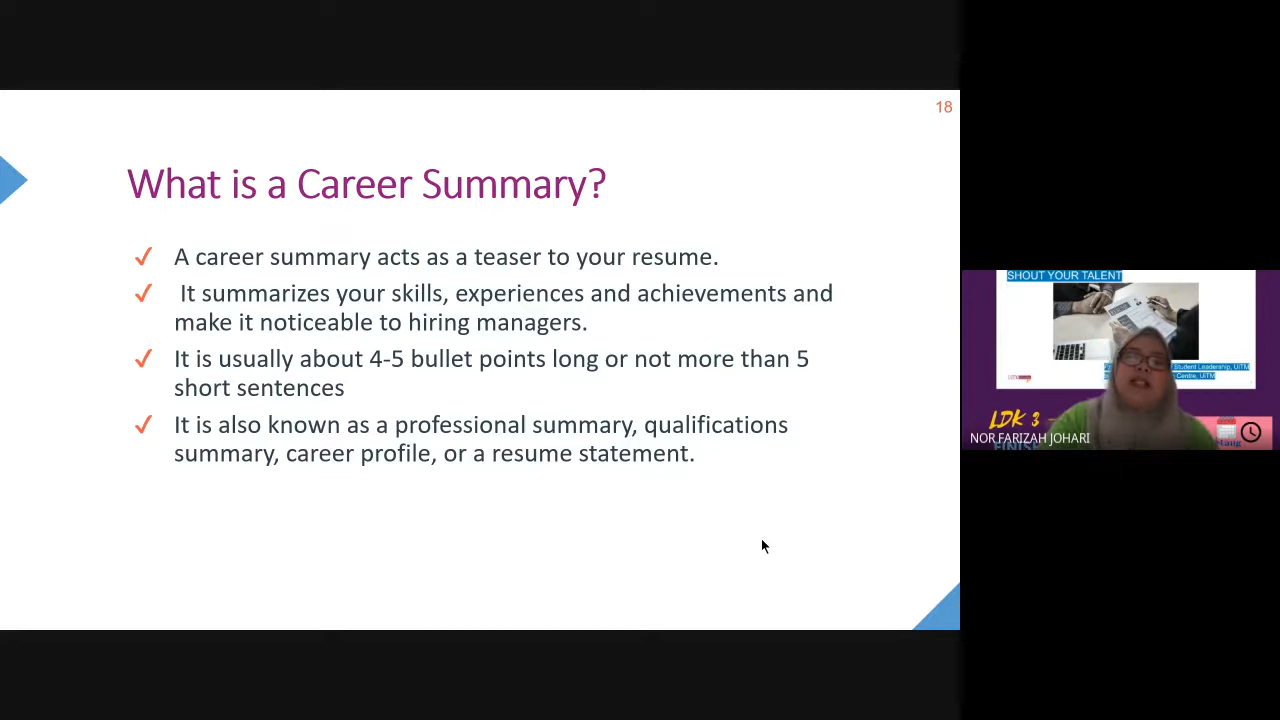 18
What is a Career Summary?
✓ A career summary acts as a teaser to your resume.
✓ It summarizes your skills, experiences and achievements and
make it noticeable to hiring managers.
✓ It is usually about 4-5 bullet points long or not more than 5
short sentences
✓ It is also known as a professional summary, qualifications
summary, career profile, or a resume statement.
SHOUT YOUR TALENT
Student Leadership, UiTM
Centre, UiTM
LDK 3
NOR FARIZAH JOHARI